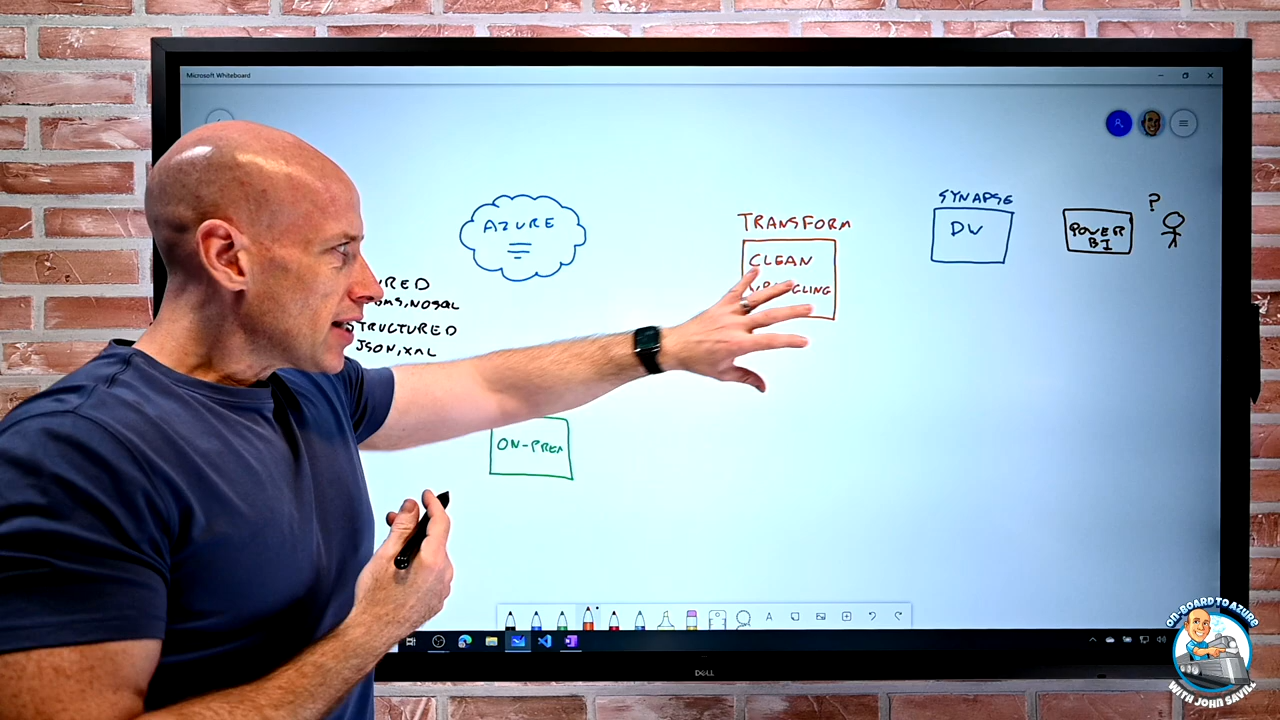 Microsoft Whiteboard
SYNAPSE
DW
POWER
BI
?
AZURE
TRANSFORM
CLEAN
NOSQL
JSON, XML
ON-PREM
A
DELL
ON-BOARD TO AZURE
WITH JOHN SAVILL